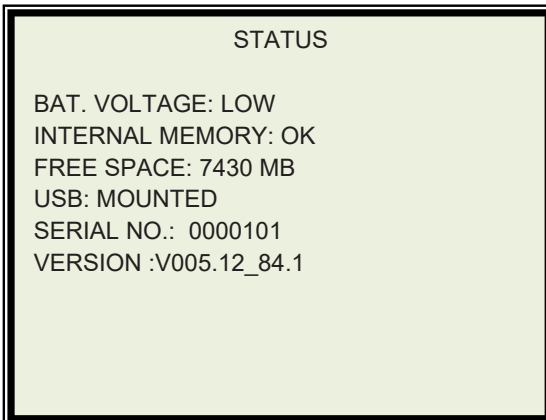 STATUS
BAT. VOLTAGE: LOW
INTERNAL MEMORY: OK
FREE SPACE: 7430 MB
USB: MOUNTED
SERIAL NO.:  0000101
VERSION :V005.12_84.1